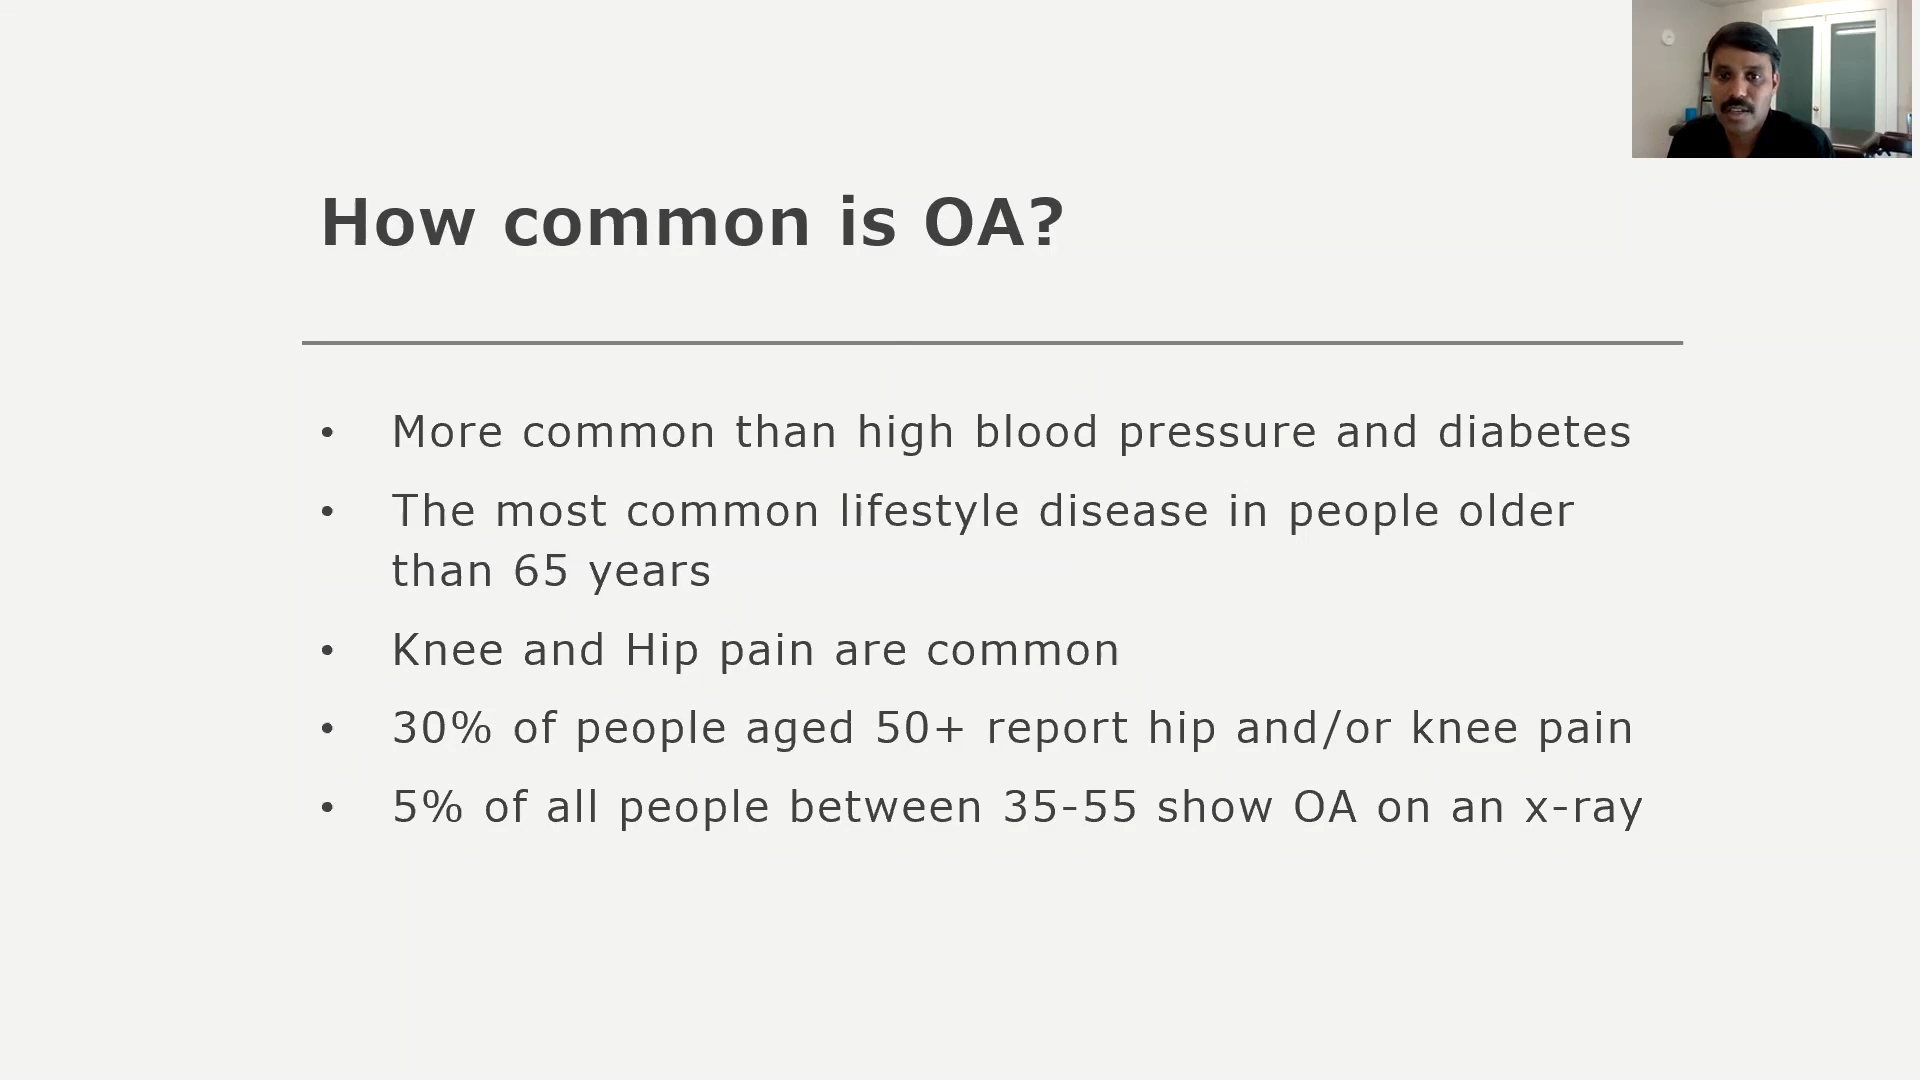 How common is OA?
• More common than high blood pressure and diabetes
• The most common lifestyle disease in people older
than 65 years
• Knee and Hip pain are common
• 30% of people aged 50+ report hip and/or knee pain
• 5% of all people between 35-55 show OA on an x-ray